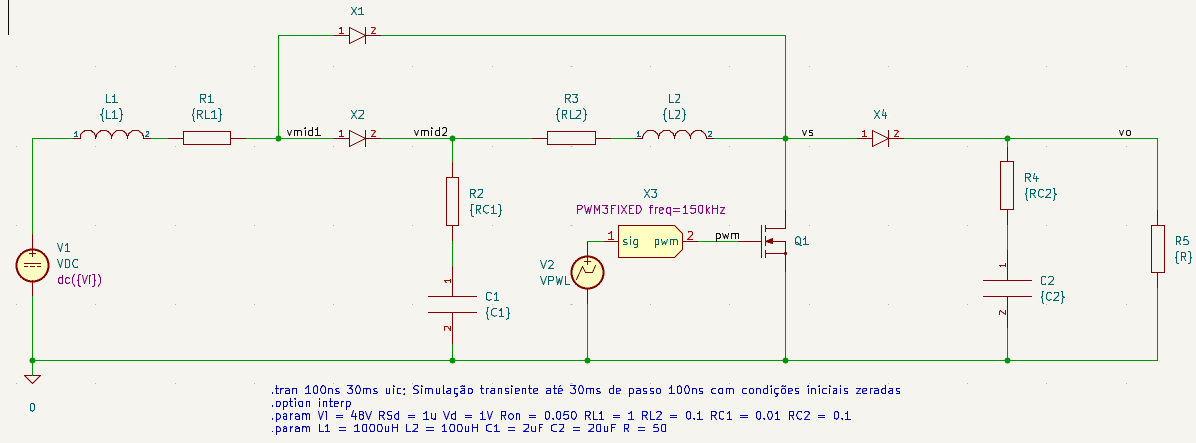 X1
1 2
L1
{L1}
R1
{RL1}
X2
R3
{RL2}
L2
{L2}
X4
1 2
vmid1
1 2
vmid2
1 2
vs
1 2
vo
R2
{RC1}
X3
PWM3FIXED freq=150kHz
R4
{RC2}
1 sig pwm 2
pwm
Q1
R5
{R}
V1
VDC
dc({VI})
V2
VPWL
1
C1
{C1}
2
1
C2
{C2}
2
0
.tran 100ns 30ms uic; Simulação transiente até 30ms de passo 100ns com condições iniciais zeradas
.option interp
.param VI = 48V RSd = 1u Vd = 1V Ron = 0.050 RL1 = 1 RL2 = 0.1 RC1 = 0.01 RC2 = 0.1
.param L1 = 1000uH L2 = 100uH C1 = 2uF C2 = 20uF R = 50